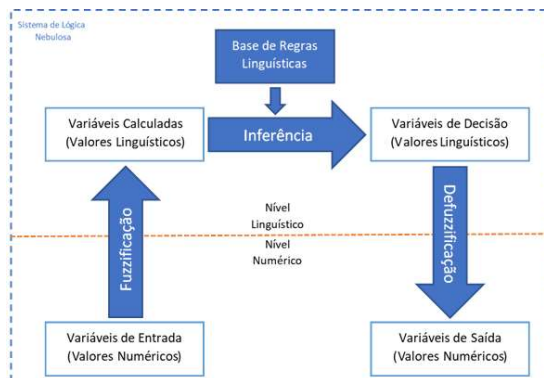 Sistema de Lógica
Nebulosa
Base de Regras
Linguísticas
Variáveis Calculadas
(Valores Linguísticos)
Inferência
Variáveis de Decisão
(Valores Linguísticos)
Fuzzificação
Nível
Linguístico
Nível
Numérico
Defuzzificação
Variáveis de Entrada
(Valores Numéricos)
Variáveis de Saída
(Valores Numéricos)